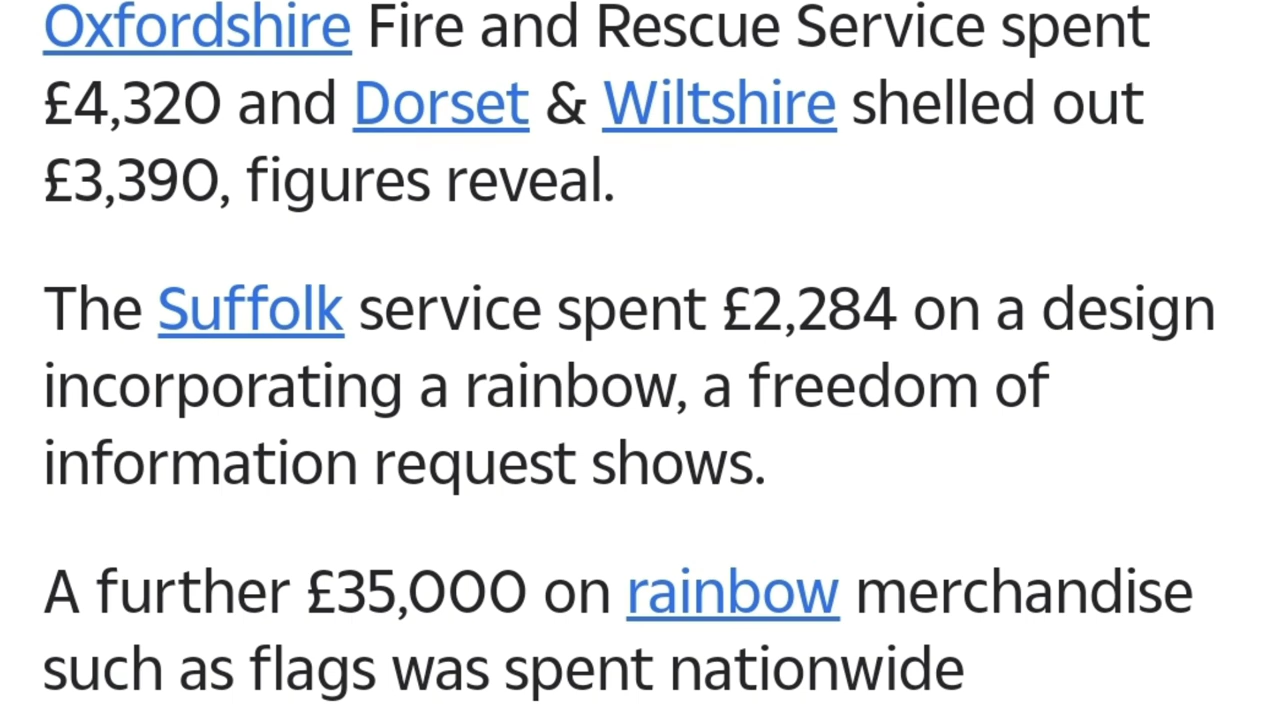 Oxfordshire Fire and Rescue Service spent
£4,320 and Dorset & Wiltshire shelled out
£3,390, figures reveal.
The Suffolk service spent £2,284 on a design
incorporating a rainbow, a freedom of
information request shows.
A further £35,000 on rainbow merchandise
such as flags was spent nationwide